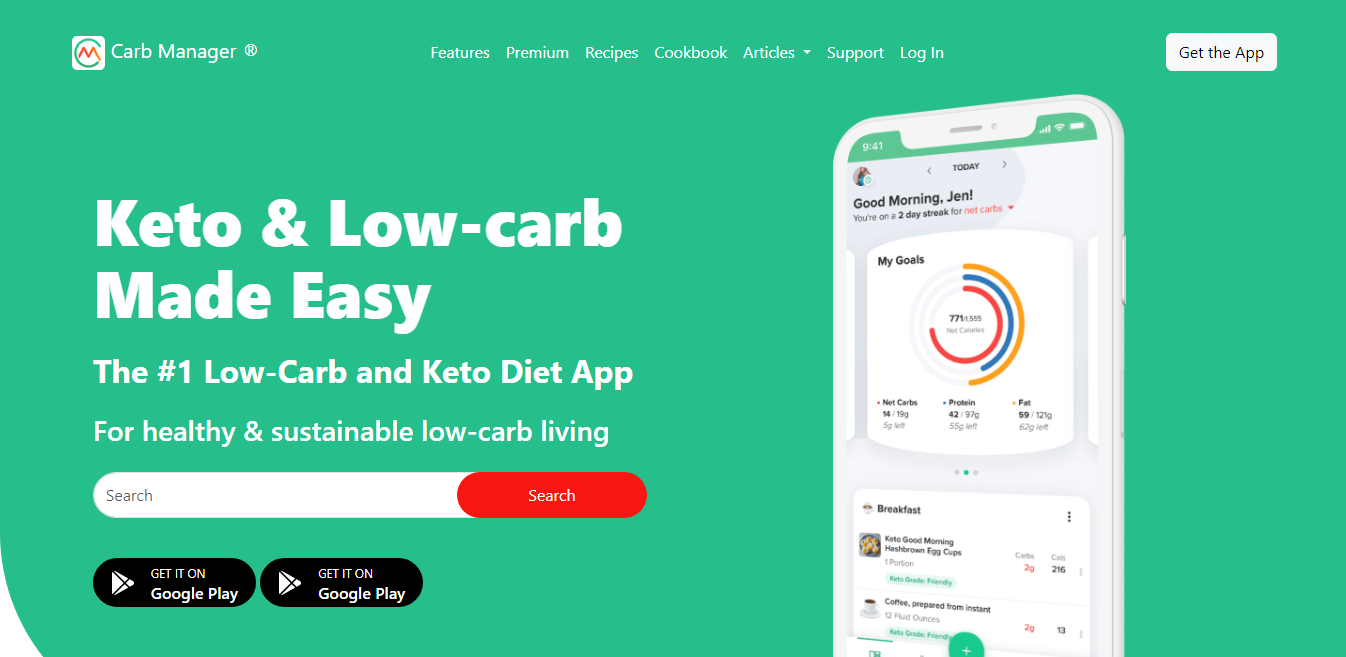 Carb Manager ®
Features Premium Recipes Cookbook Articles Support Log In
Get the App
Keto & Low-carb
Made Easy
The #1 Low-Carb and Keto Diet App
For healthy & sustainable low-carb living
Search Search
GET IT ON
Google Play
GET IT ON
Google Play
9:41
TODAY
Good Morning, Jen!
You're on a 2 day streak for net carbs
My Goals
771/1,555
Net Calories
Net Carbs Protein Fat
14 / 19g 42 / 97g 59 / 121g
5g left 55g left 62g left
Breakfast
Keto Good Morning
Hashbrown Egg Cups
1 Portion
Keto Grade: Friendly
Carbs Cals
2g 216
Coffee, prepared from instant
12 Fluid Ounces
Keto Grade: Friendly
2g 13